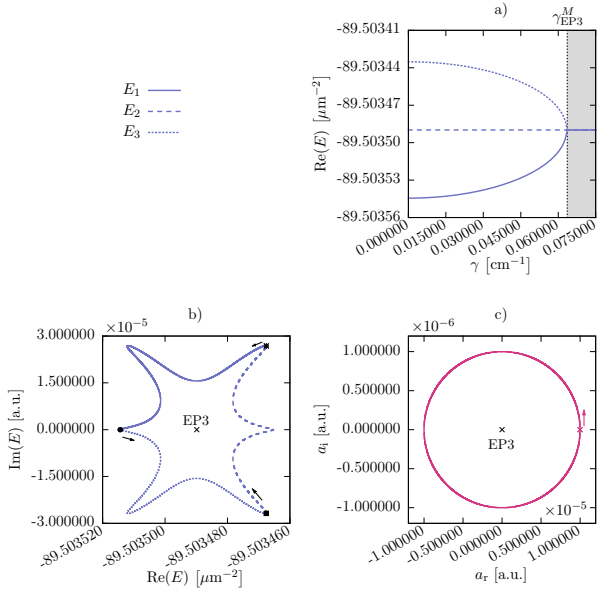 E₁
E₂
E₃
a)
γ^M_EP3
-89.50341
-89.50344
-89.50347
-89.50350
-89.50353
-89.50356
Re(E) [μm⁻²]
0.000000
0.015000
0.030000
0.045000
0.060000
0.075000
γ [cm⁻¹]
b)
×10⁻⁵
3.000000
1.500000
0.000000
-1.500000
-3.000000
Im(E) [a.u.]
EP3
-89.503520
-89.503500
-89.503480
-89.503460
Re(E) [μm⁻²]
c)
×10⁻⁶
1.000000
0.500000
0.000000
-0.500000
-1.000000
aᵢ [a.u.]
EP3
×10⁻⁵
-1.000000
-0.500000
0.000000
0.500000
1.000000
aᵣ [a.u.]